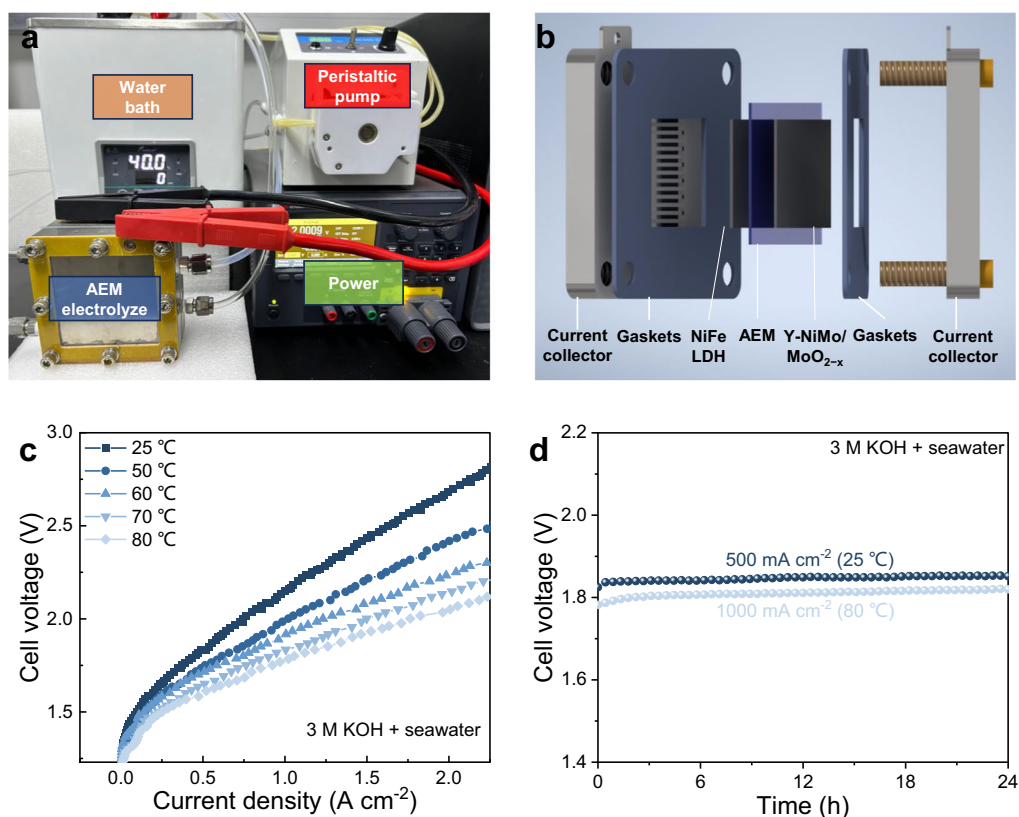 a
Water
bath
Peristaltic
pump
40.0
0
2.0009
V
AEM
electrolyze
Power
b
Current
collector
Gaskets
NiFe
LDH
AEM
Y-NiMo/
MoO₂₋ₓ
Gaskets
Current
collector
c
3.0
2.5
2.0
1.5
Cell voltage (V)
25 ℃
50 ℃
60 ℃
70 ℃
80 ℃
3 M KOH + seawater
0.0
0.5
1.0
1.5
2.0
Current density (A cm⁻²)
d
2.2
2.0
1.8
1.6
1.4
Cell voltage (V)
3 M KOH + seawater
500 mA cm⁻² (25 ℃)
1000 mA cm⁻² (80 ℃)
0
6
12
18
24
Time (h)